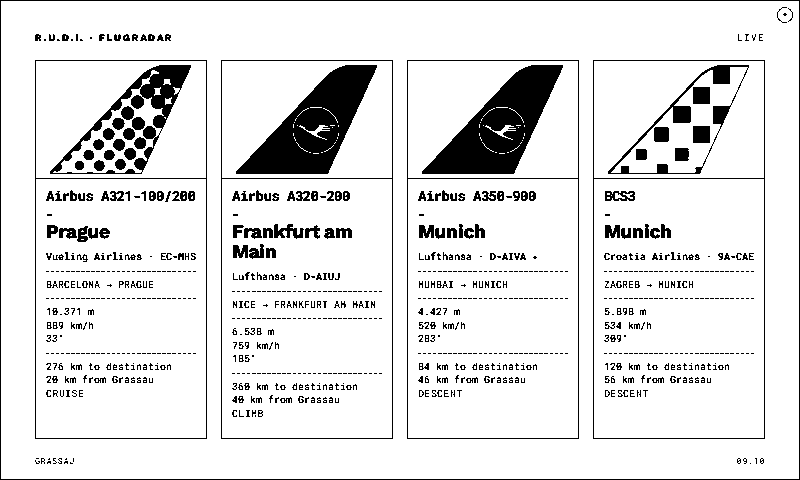 R.U.D.I. · FLUGRADAR
LIVE
Airbus A321-100/200
-
Prague
Vueling Airlines · EC-MHS
BARCELONA → PRAGUE
10.371 m
889 km/h
33°
276 km to destination
20 km from Grassau
CRUISE
Airbus A320-200
-
Frankfurt am
Main
Lufthansa · D-AIUJ
NICE → FRANKFURT AM MAIN
6.538 m
759 km/h
185°
360 km to destination
40 km from Grassau
CLIMB
Airbus A350-900
-
Munich
Lufthansa · D-AIVA ✦
MUMBAI → MUNICH
4.427 m
520 km/h
283°
84 km to destination
46 km from Grassau
DESCENT
BCS3
-
Munich
Croatia Airlines · 9A-CAE
ZAGREB → MUNICH
5.898 m
534 km/h
309°
120 km to destination
56 km from Grassau
DESCENT
GRASSAU
09.10